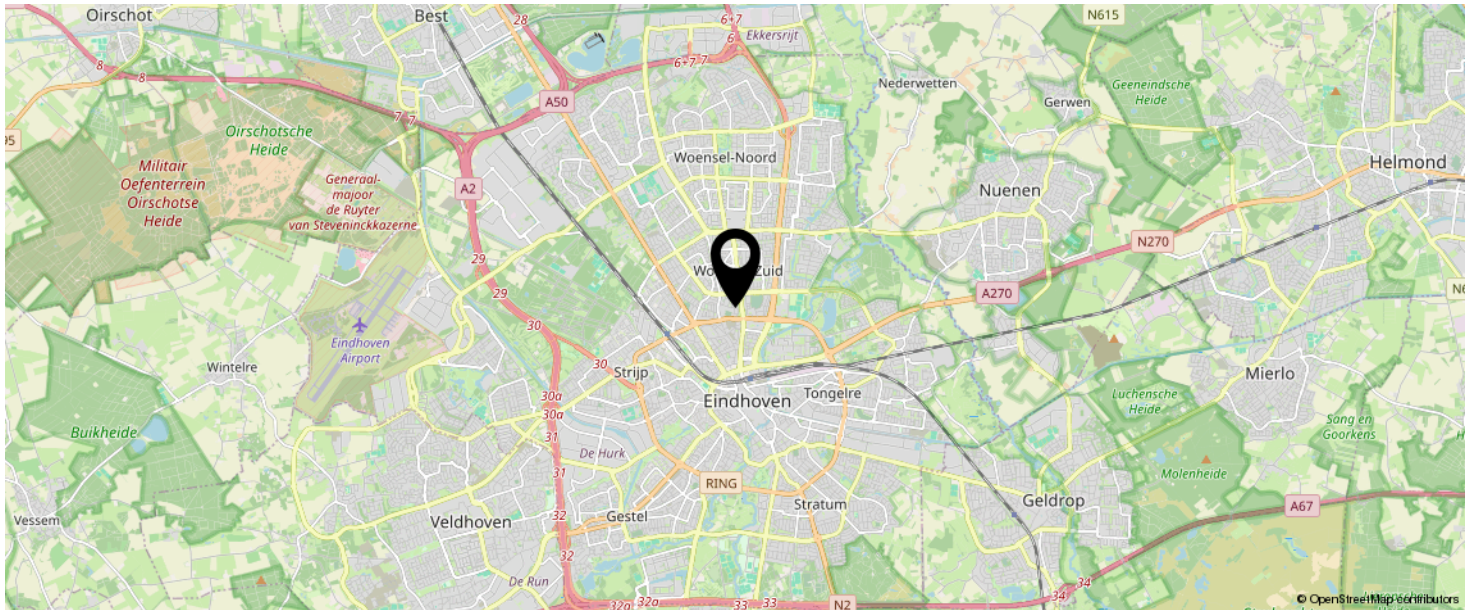 Oirschot
Best
28
6+7
6
Ekkersrijt
N615
8
8
6+7
7
Nederwetten
Geeneindsche
Heide
A50
Gerwen
7
7
95
Oirschotsche
Heide
Woensel-Noord
Helmond
Militair
Oefenterrein
Oirschotse
Heide
Generaal-
majoor
de Ruyter
van Steveninckkazerne
A2
Nuenen
N270
29
29
A270
30
Eindhoven
Airport
Wintelre
30
Strijp
Mierlo
Tongelre
Luchensche
Heide
30a
30a
Eindhoven
Sang en
Goorkens
Buikheide
31
De Hurk
31
Molenheide
RING
Geldrop
Stratum
A67
Vessem
Veldhoven
32
Gestel
32
De Run
34
34
32a
33
33
N2
© OpenStreetMap contributors